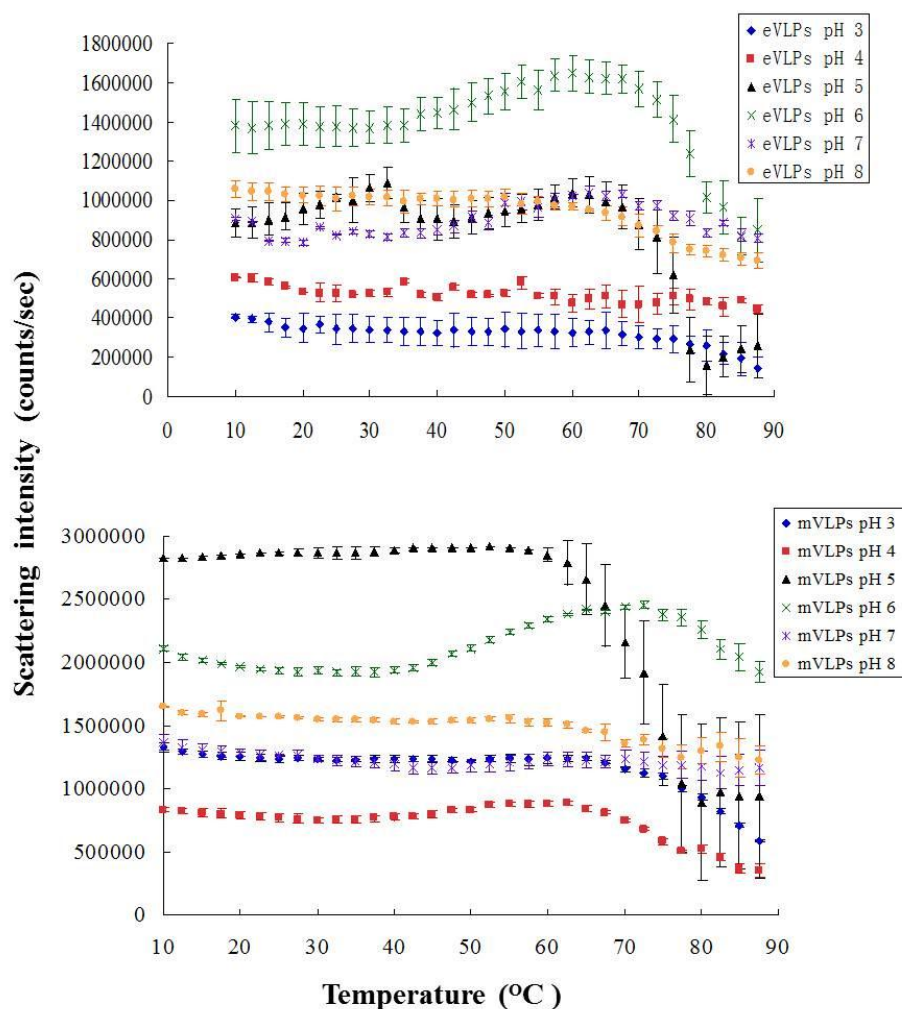 1800000
1600000
1400000
1200000
1000000
800000
600000
400000
200000
0
0 10 20 30 40 50 60 70 80 90
eVLPs pH 3
eVLPs pH 4
eVLPs pH 5
eVLPs pH 6
eVLPs pH 7
eVLPs pH 8
Scattering intensity (counts/sec)
3000000
2500000
2000000
1500000
1000000
500000
0
10 20 30 40 50 60 70 80 90
mVLPs pH 3
mVLPs pH 4
mVLPs pH 5
mVLPs pH 6
mVLPs pH 7
mVLPs pH 8
Temperature (ºC )